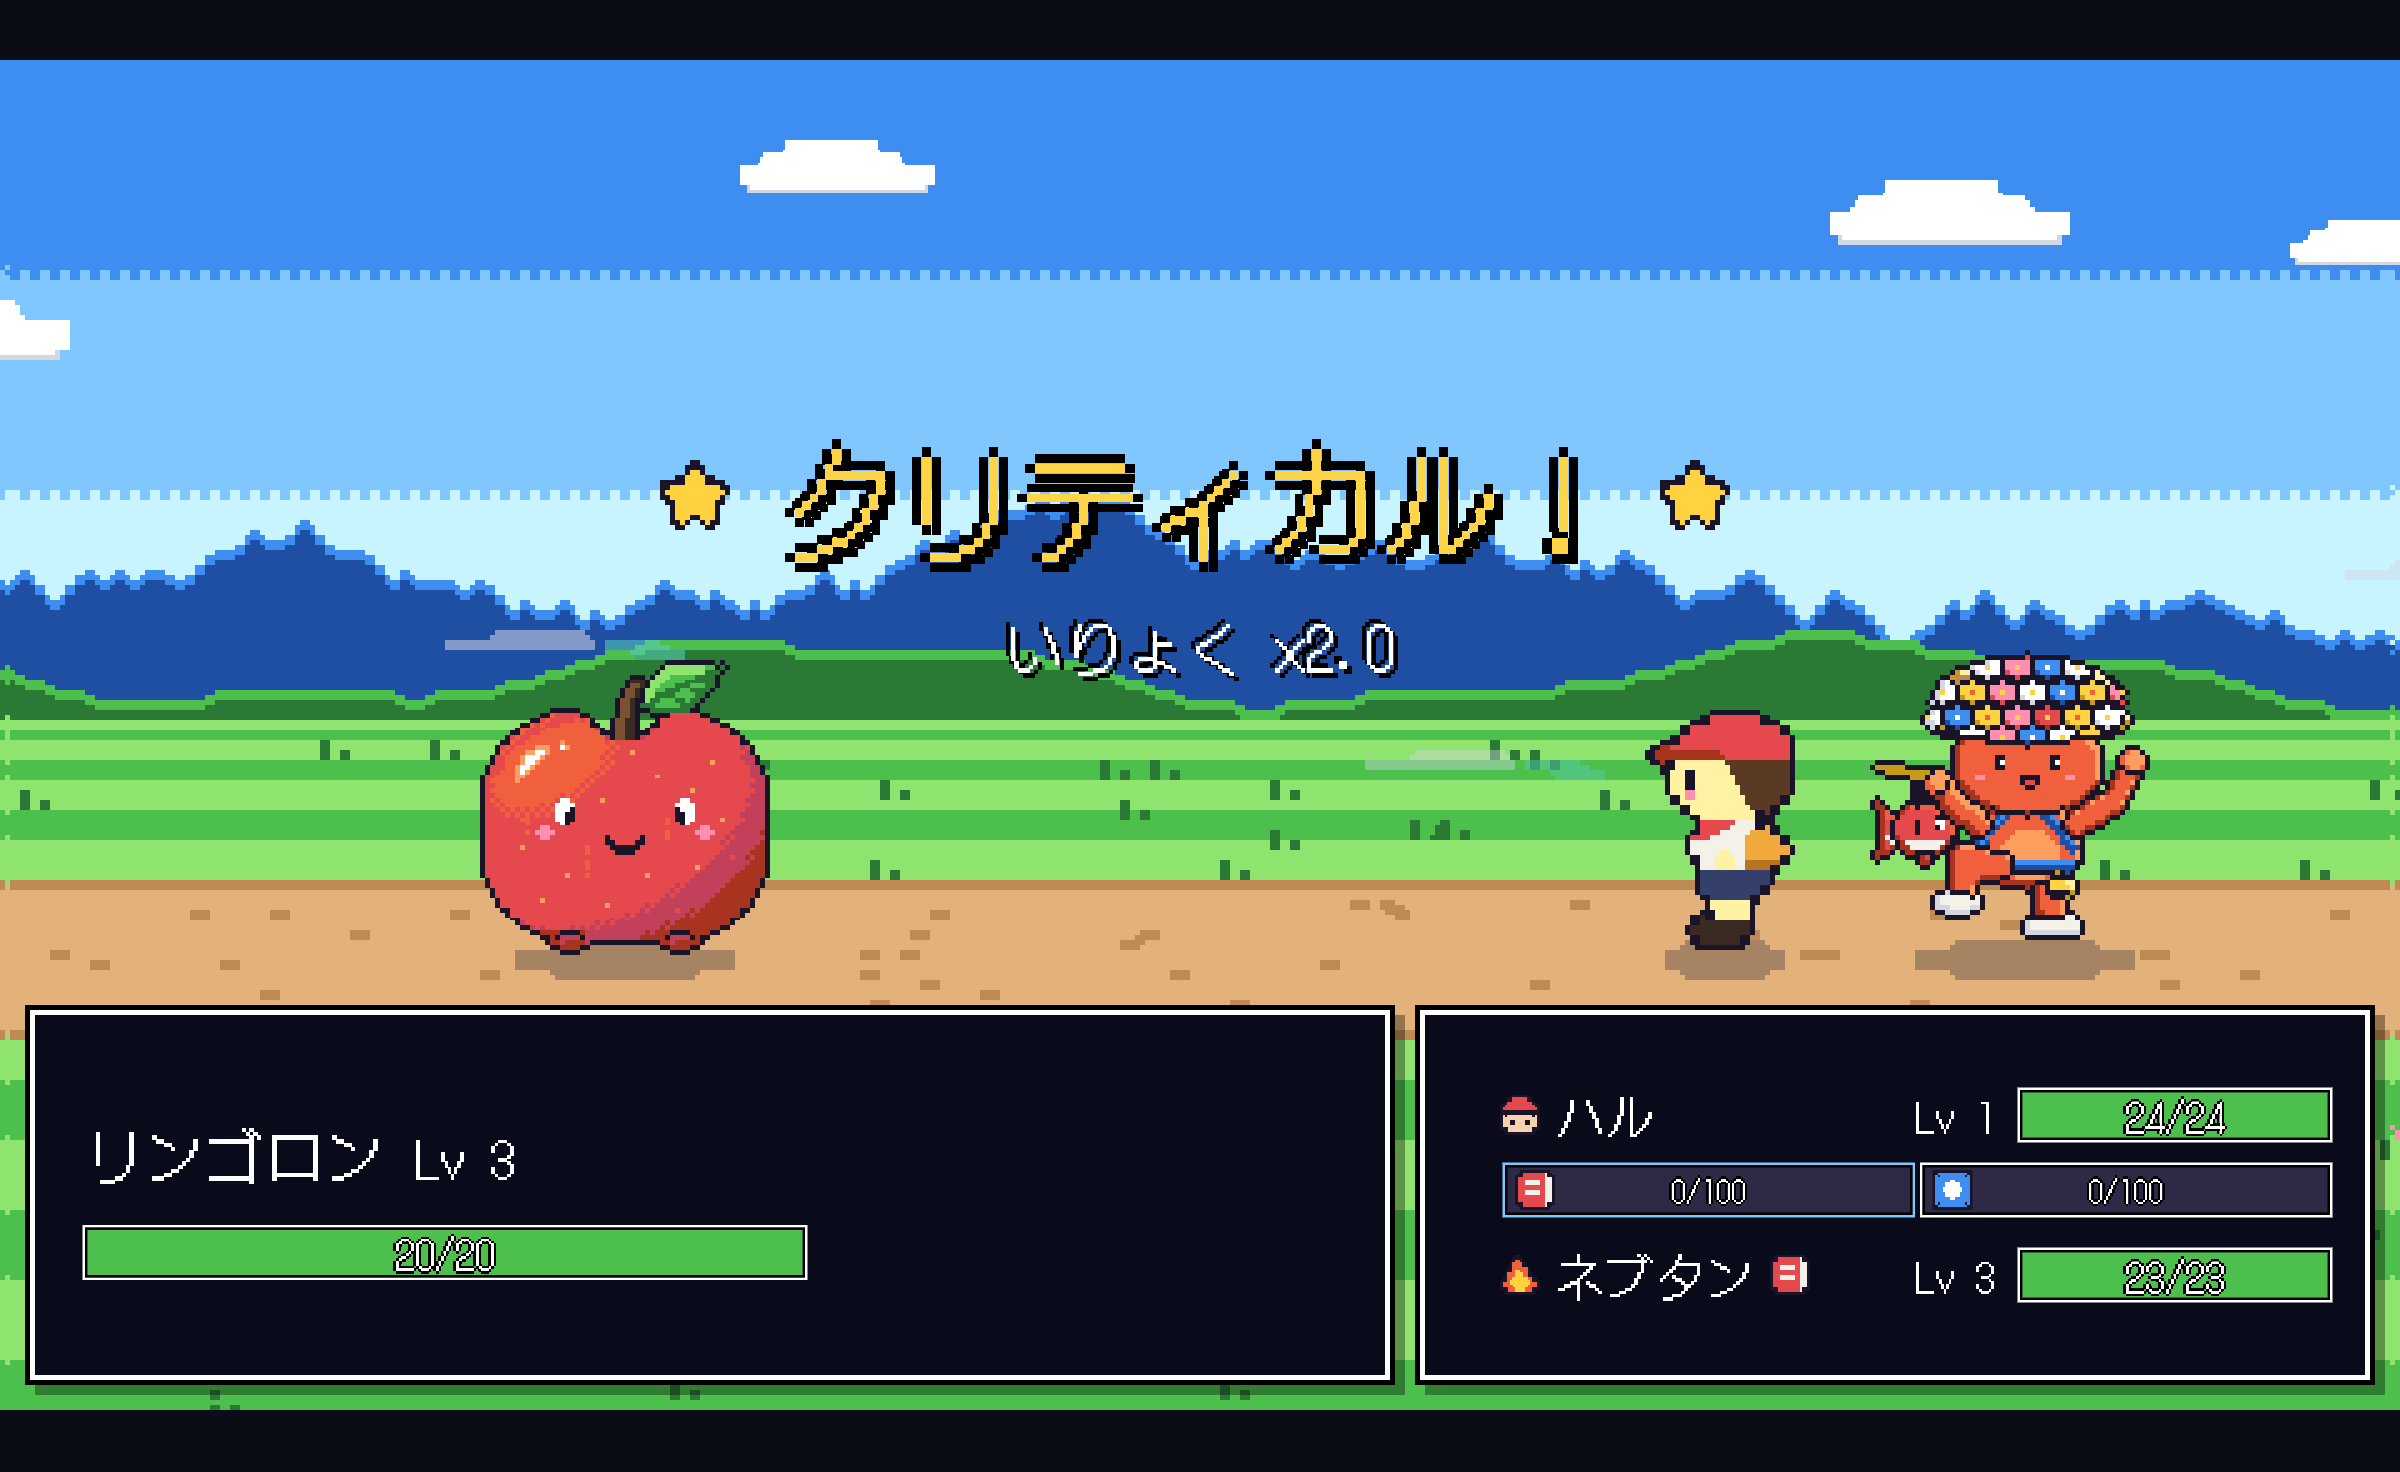 クリティカル！
いりょく x2.0
リンゴロン Lv 3
20/20
ハル Lv 1 24/24
0/100 0/100
ネブタン Lv 3 23/23